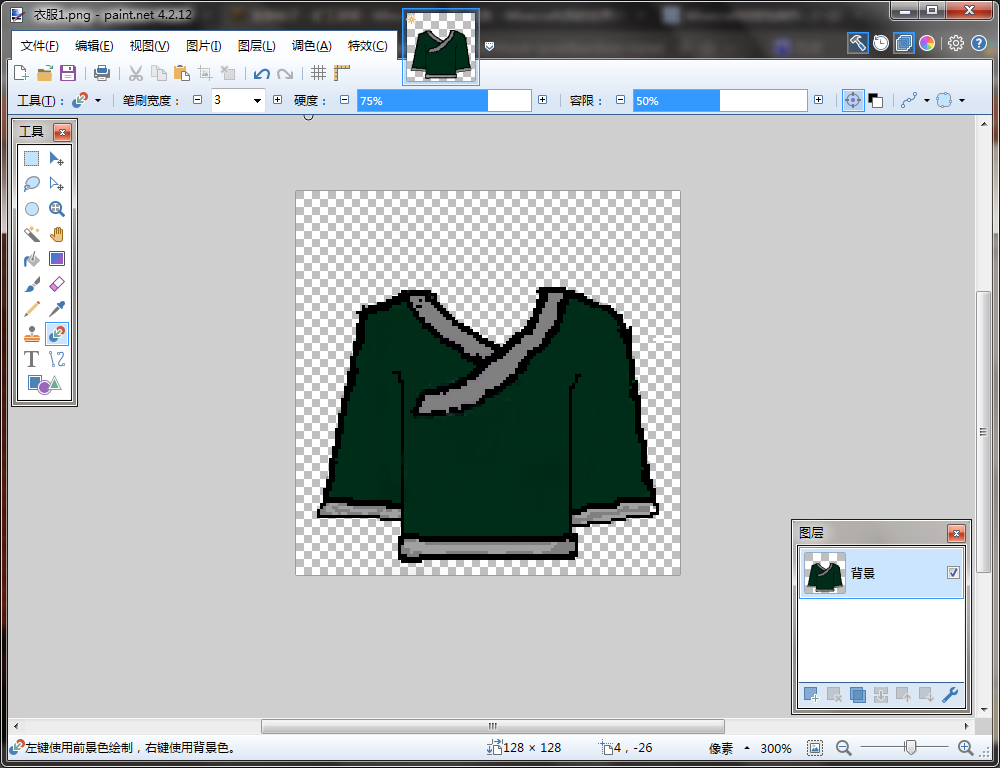 衣服1.png - paint.net 4.2.12
文件(F) 编辑(E) 视图(V) 图片(I) 图层(L) 调色(A) 特效(C)
工具(T)： 笔刷宽度： 3 硬度： 75% 容限： 50%
工具
图层
背景
左键使用前景色绘制，右键使用背景色。 128 × 128 4，-26 像素 300%